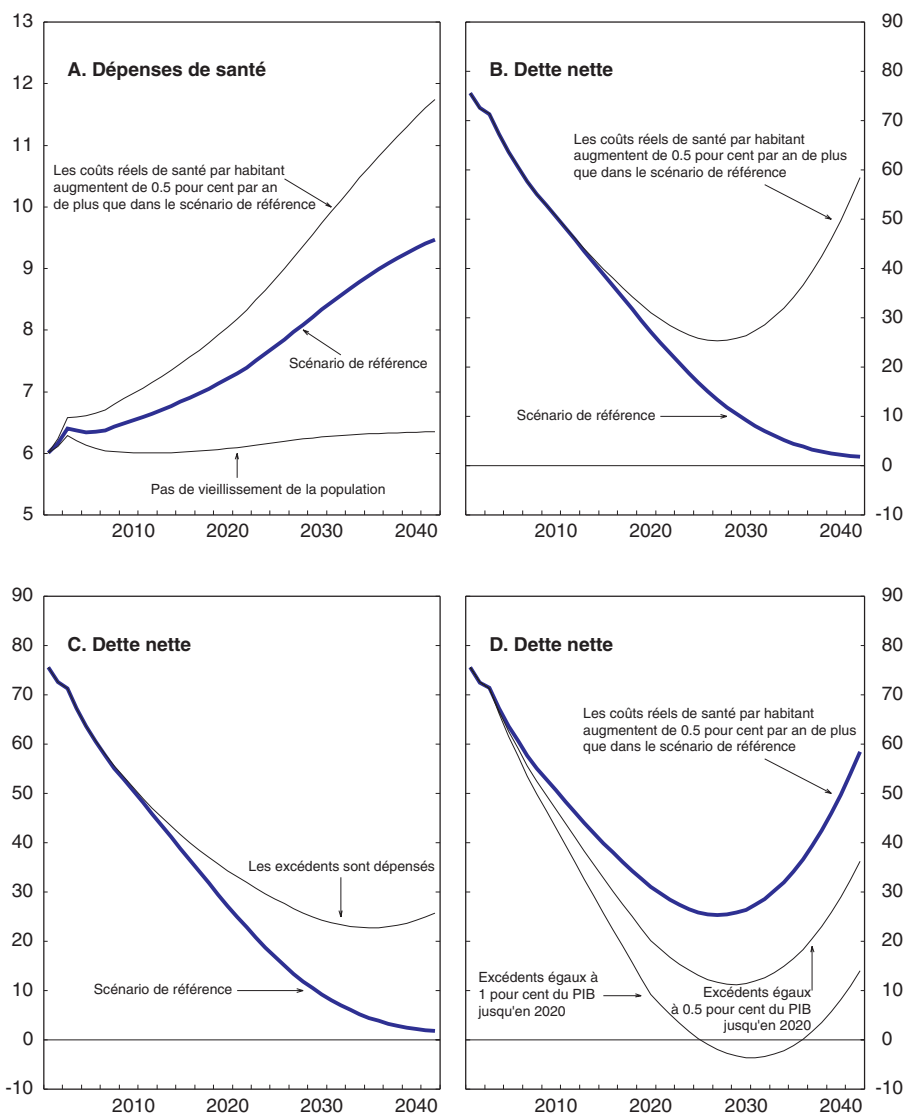 A. Dépenses de santé
13
12
11
10
9
8
7
6
5
Les coûts réels de santé par habitant
augmentent de 0.5 pour cent par an
de plus que dans le scénario de référence
Scénario de référence
Pas de vieillissement de la population
2010 2020 2030 2040
B. Dette nette
90
80
70
60
50
40
30
20
10
0
-10
Les coûts réels de santé par habitant
augmentent de 0.5 pour cent par an de plus
que dans le scénario de référence
Scénario de référence
2010 2020 2030 2040
C. Dette nette
90
80
70
60
50
40
30
20
10
0
-10
Les excédents sont dépensés
Scénario de référence
2010 2020 2030 2040
D. Dette nette
90
80
70
60
50
40
30
20
10
0
-10
Les coûts réels de santé par habitant
augmentent de 0.5 pour cent par an de plus
que dans le scénario de référence
Excédents égaux à
1 pour cent du PIB
jusqu'en 2020
Excédents égaux
à 0.5 pour cent du PIB
jusqu'en 2020
2010 2020 2030 2040